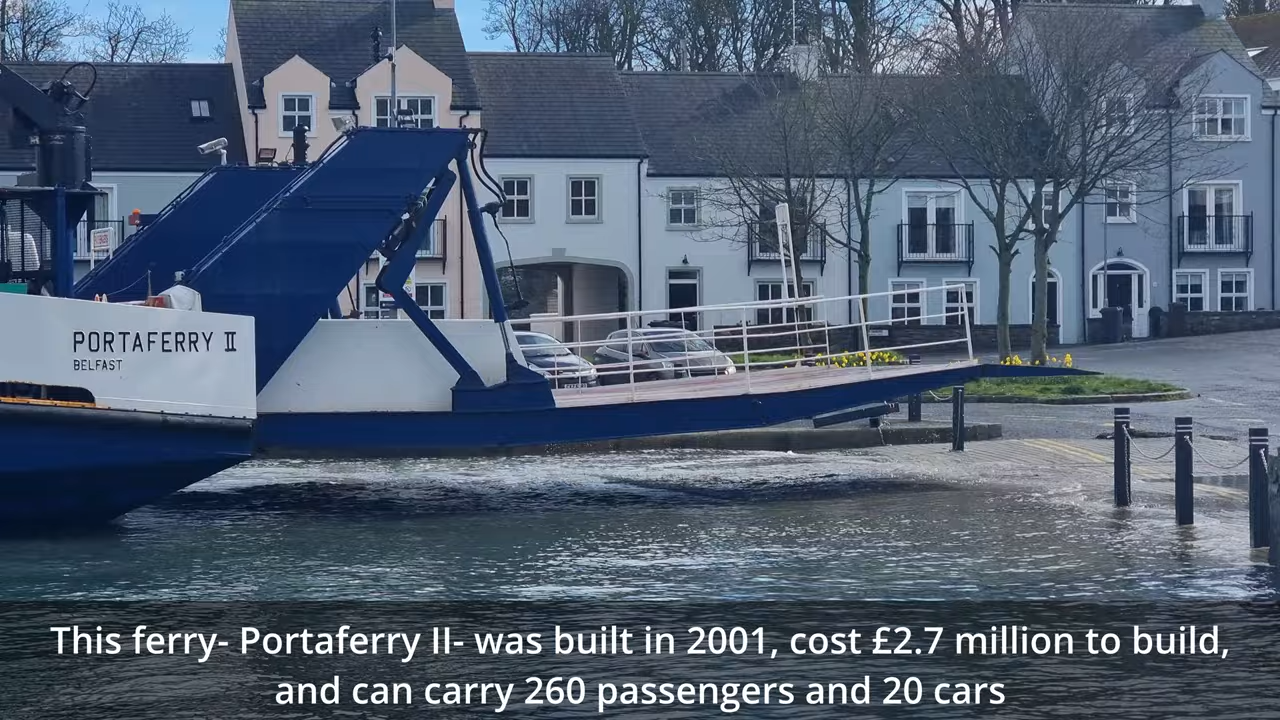 PORTAFERRY II
BELFAST
This ferry- Portaferry II- was built in 2001, cost £2.7 million to build,
and can carry 260 passengers and 20 cars